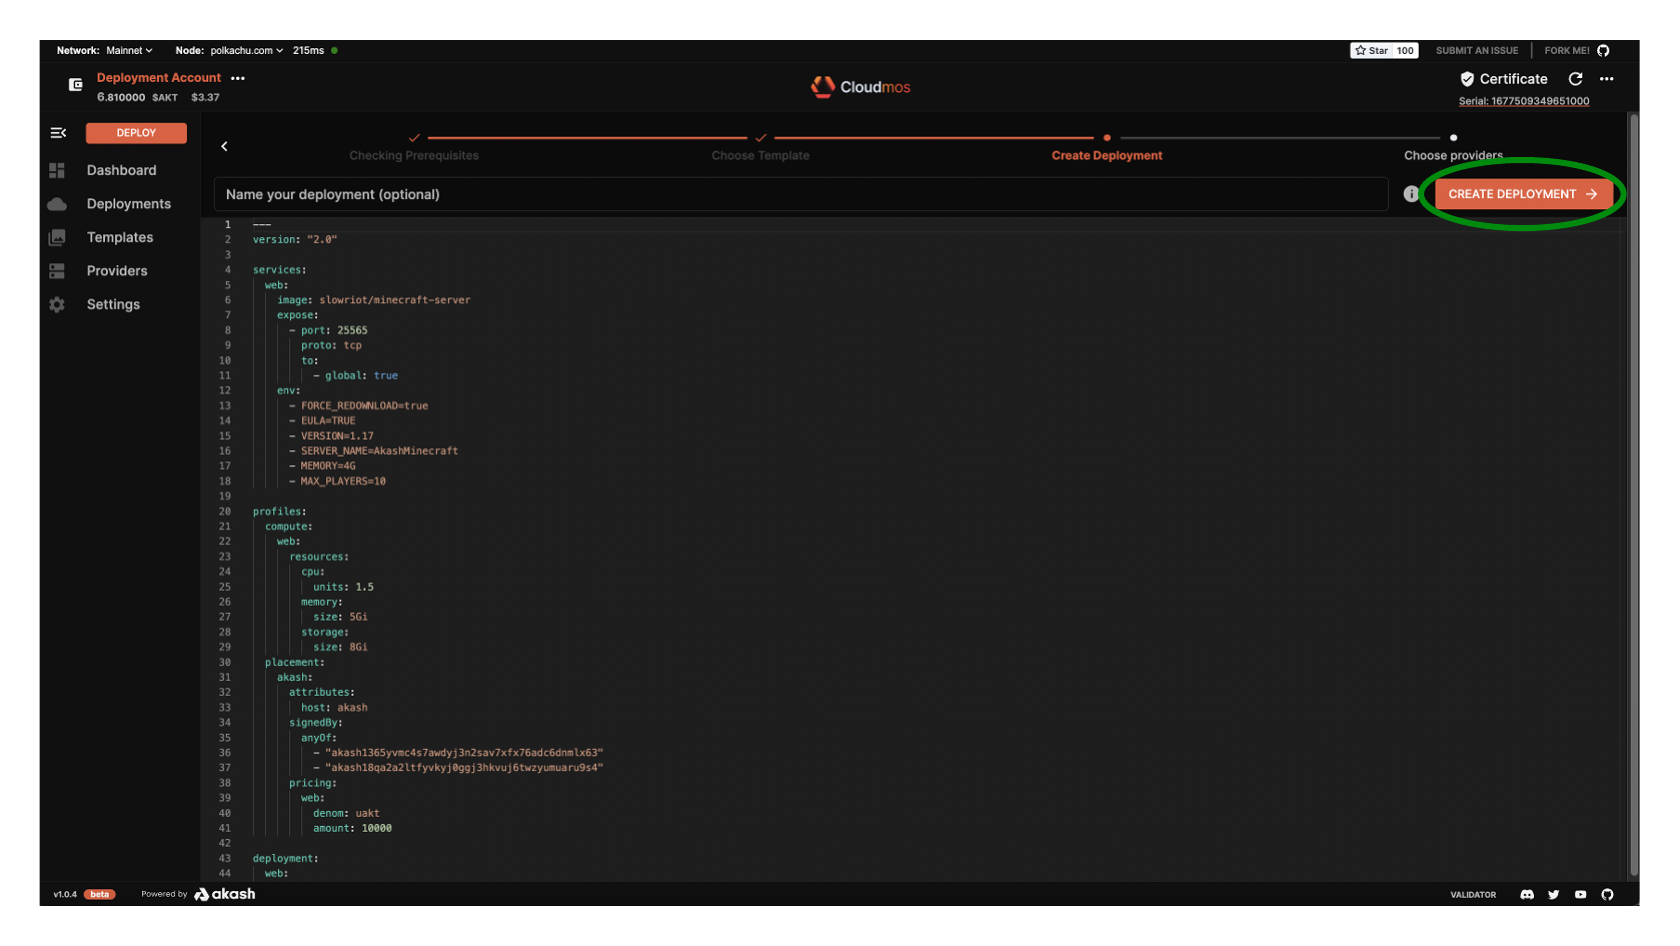 Network: Mainnet Node: polkachu.com 215ms Star 100 SUBMIT AN ISSUE FORK ME!
Deployment Account ••• Cloudmos Certificate •••
6.810000 $AKT $3.37 Serial: 1677509349651000
DEPLOY
Checking Prerequisites Choose Template Create Deployment Choose providers
Dashboard
Name your deployment (optional) CREATE DEPLOYMENT →
Deployments
Templates
Providers
Settings
1 ---
2 version: "2.0"
3
4 services:
5 web:
6 image: slowriot/minecraft-server
7 expose:
8 - port: 25565
9 proto: tcp
10 to:
11 - global: true
12 env:
13 - FORCE_REDOWNLOAD=true
14 - EULA=TRUE
15 - VERSION=1.17
16 - SERVER_NAME=AkashMinecraft
17 - MEMORY=4G
18 - MAX_PLAYERS=10
19
20 profiles:
21 compute:
22 web:
23 resources:
24 cpu:
25 units: 1.5
26 memory:
27 size: 5Gi
28 storage:
29 size: 8Gi
30 placement:
31 akash:
32 attributes:
33 host: akash
34 signedBy:
35 anyOf:
36 - "akash1365yvmc4s7awdyj3n2sav7xfx76adc6dnmlx63"
37 - "akash18qa2a2ltfyvkyj0ggj3hkvuj6twzyumuaru9s4"
38 pricing:
39 web:
40 denom: uakt
41 amount: 10000
42
43 deployment:
44 web:
v1.0.4 beta Powered by akash VALIDATOR